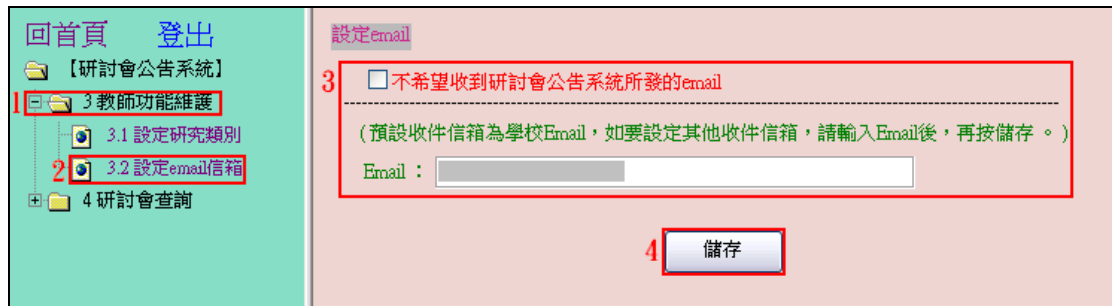 回首頁 登出
【研討會公告系統】
1 3 教師功能維護
3.1 設定研究類別
2 3.2 設定email信箱
4 研討會查詢
設定email
3 不希望收到研討會公告系統所發的email
(預設收件信箱為學校Email，如要設定其他收件信箱，請輸入Email後，再按儲存 。)
Email：
4 儲存